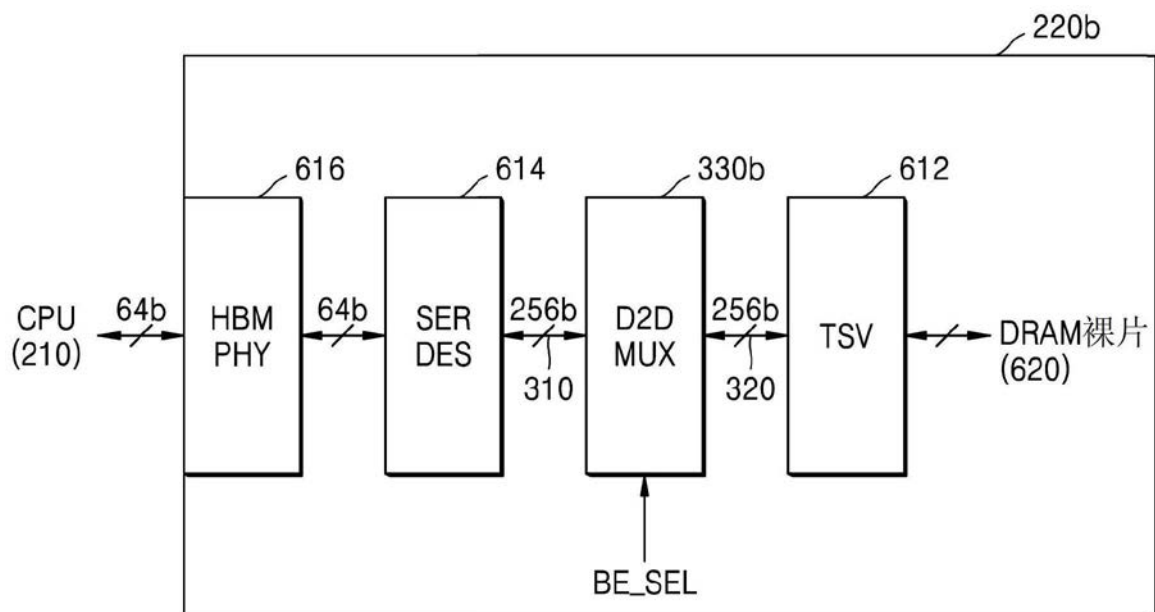 220b
616
614
330b
612
CPU
(210)
64b
HBM
PHY
64b
SER
DES
256b
310
D2D
MUX
256b
320
TSV
DRAM裸片
(620)
BE_SEL